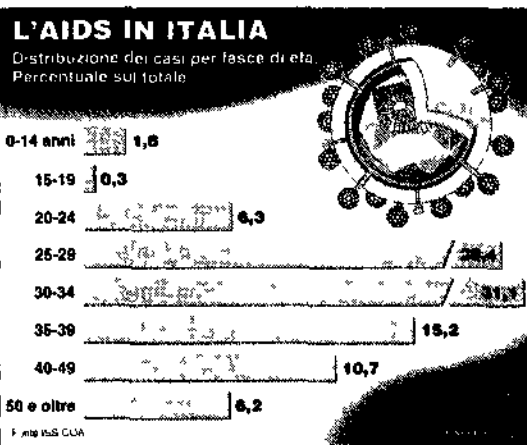 L'AIDS IN ITALIA
Distribuzione dei casi per fasce di età.
Percentuale sul totale
0-14 anni 1,6
15-19 0,3
20-24 6,3
25-29
30-34 31,1
35-39 15,2
40-49 10,7
50 e oltre 6,2